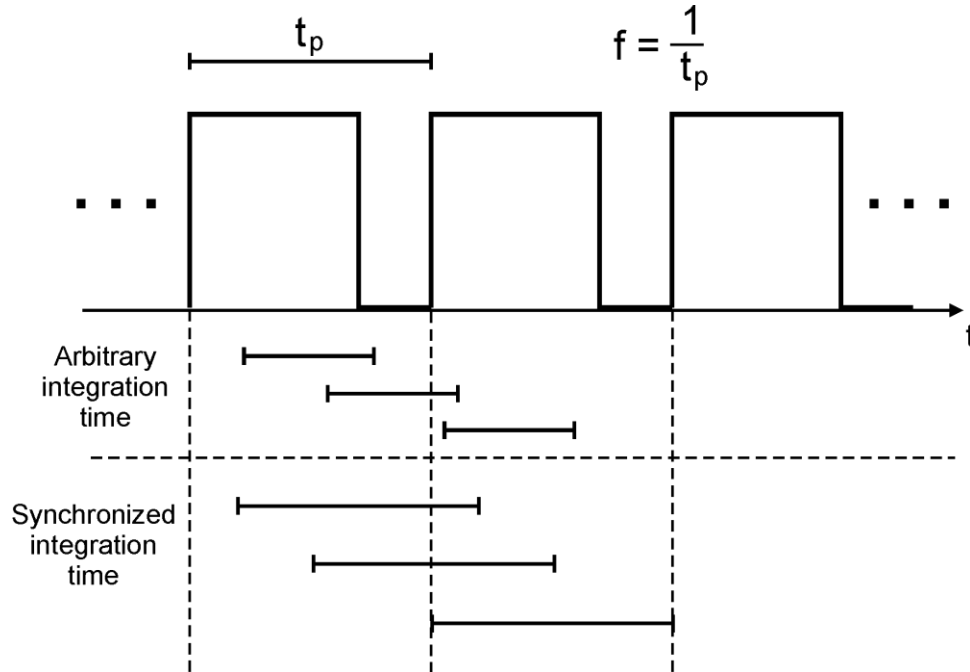 t_p
f = 1/t_p
. . .
. . .
t
Arbitrary
integration
time
Synchronized
integration
time